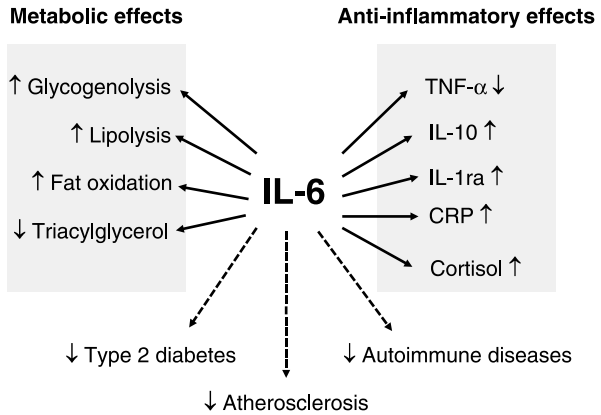 Metabolic effects
Anti-inflammatory effects
↑ Glycogenolysis
↑ Lipolysis
↑ Fat oxidation
↓ Triacylglycerol
IL-6
TNF-α ↓
IL-10 ↑
IL-1ra ↑
CRP ↑
Cortisol ↑
↓ Type 2 diabetes
↓ Atherosclerosis
↓ Autoimmune diseases